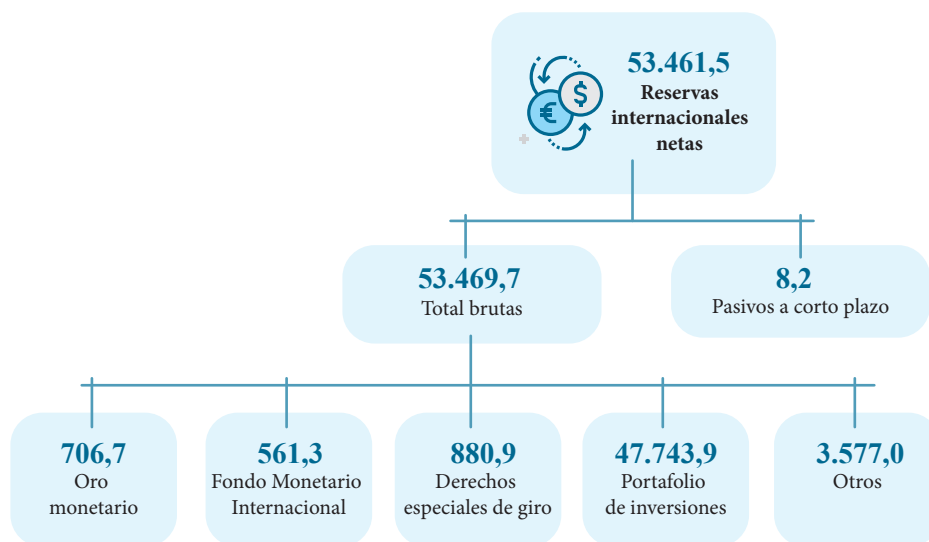 53.461,5
Reservas
internacionales
netas
€
$
53.469,7
Total brutas
8,2
Pasivos a corto plazo
706,7
Oro
monetario
561,3
Fondo Monetario
Internacional
880,9
Derechos
especiales de giro
47.743,9
Portafolio
de inversiones
3.577,0
Otros